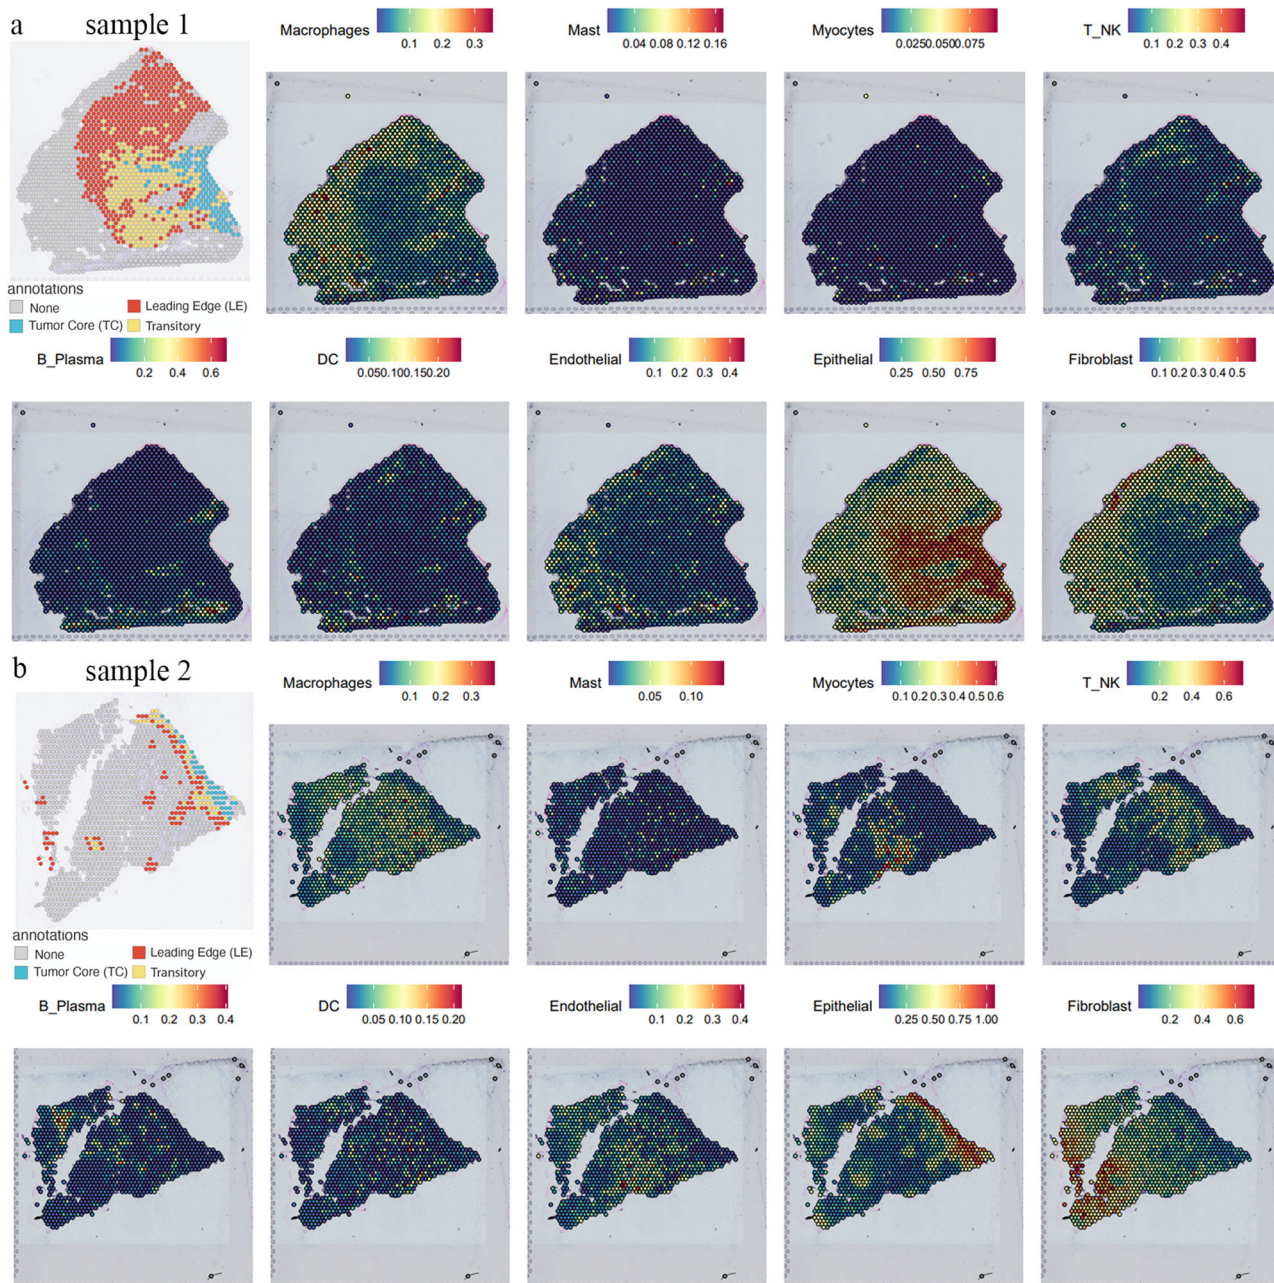 a sample 1
Macrophages 0.1 0.2 0.3
Mast 0.04 0.08 0.12 0.16
Myocytes 0.0250.0500.075
T_NK 0.1 0.2 0.3 0.4
annotations
None Leading Edge (LE)
Tumor Core (TC) Transitory
B_Plasma 0.2 0.4 0.6
DC 0.050.100.150.20
Endothelial 0.1 0.2 0.3 0.4
Epithelial 0.25 0.50 0.75
Fibroblast 0.1 0.2 0.3 0.4 0.5
b sample 2
Macrophages 0.1 0.2 0.3
Mast 0.05 0.10
Myocytes 0.1 0.2 0.3 0.4 0.5 0.6
T_NK 0.2 0.4 0.6
annotations
None Leading Edge (LE)
Tumor Core (TC) Transitory
B_Plasma 0.1 0.2 0.3 0.4
DC 0.05 0.10 0.15 0.20
Endothelial 0.1 0.2 0.3 0.4
Epithelial 0.25 0.50 0.75 1.00
Fibroblast 0.2 0.4 0.6